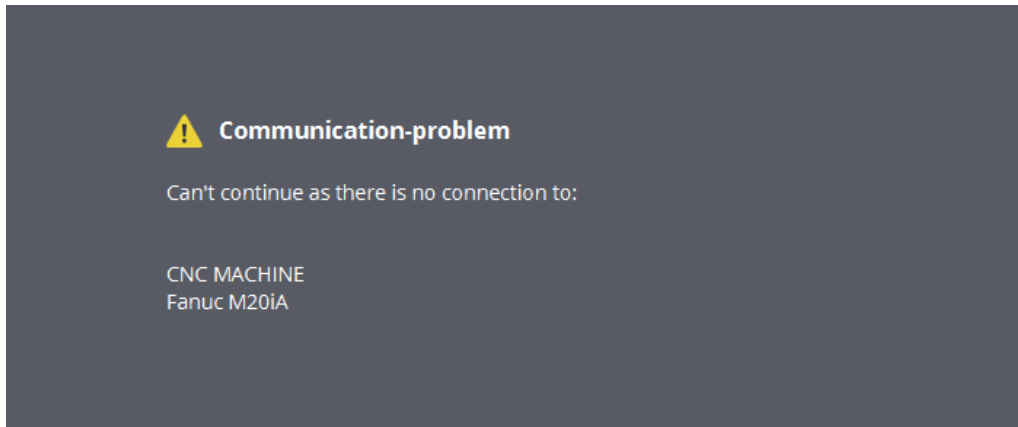 Communication-problem
Can't continue as there is no connection to:
CNC MACHINE
Fanuc M20iA